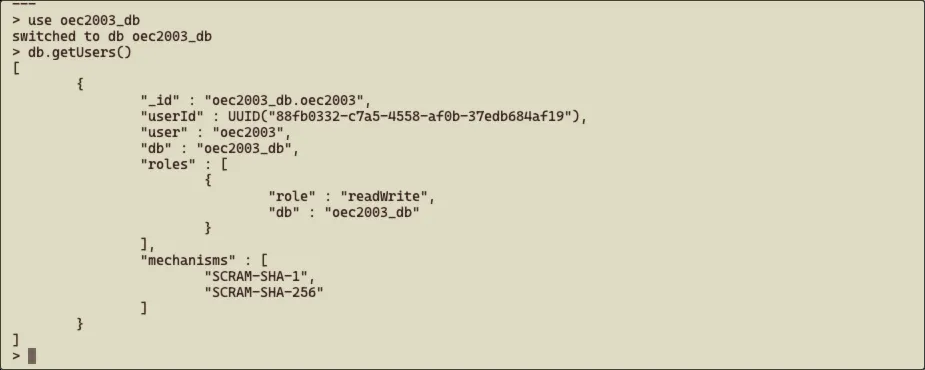 ---
> use oec2003_db
switched to db oec2003_db
> db.getUsers()
[
        {
                "_id" : "oec2003_db.oec2003",
                "userId" : UUID("88fb0332-c7a5-4558-af0b-37edb684af19"),
                "user" : "oec2003",
                "db" : "oec2003_db",
                "roles" : [
                        {
                                "role" : "readWrite",
                                "db" : "oec2003_db"
                        }
                ],
                "mechanisms" : [
                        "SCRAM-SHA-1",
                        "SCRAM-SHA-256"
                ]
        }
]
>